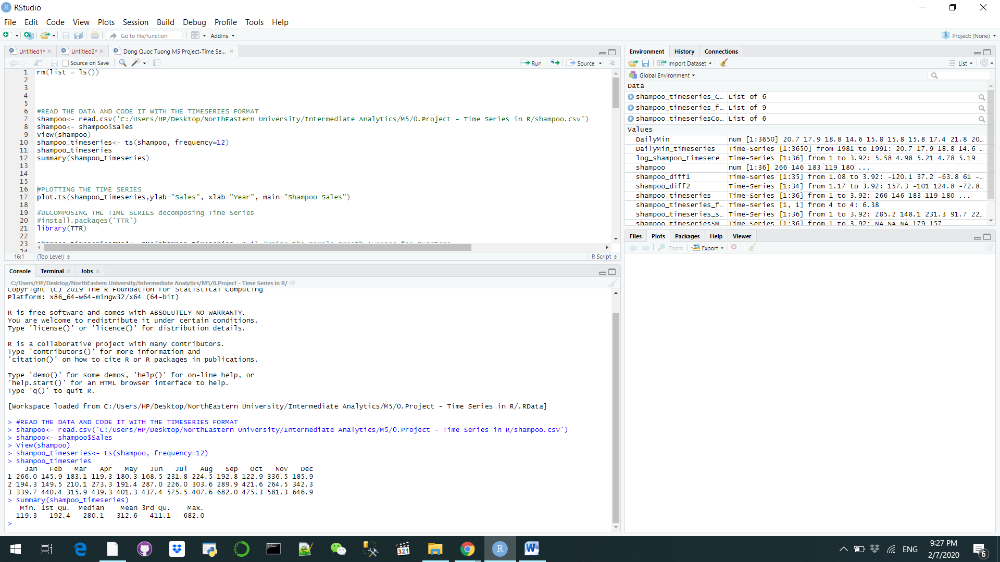 RStudio
File Edit Code View Plots Session Build Debug Profile Tools Help
Go to file/function Addins Project: (None)
Untitled1* Untitled2* Dong Quoc Tuong M5 Project-Time Se...
Source on Save Run Source
1 rm(list = ls())
2
3
4
5
6 #READ THE DATA AND CODE IT WITH THE TIMESERIES FORMAT
7 shampoo<- read.csv('C:/Users/HP/Desktop/NorthEastern University/Intermediate Analytics/M5/0.Project - Time Series in R/shampoo.csv')
8 shampoo<- shampoo$Sales
9 View(shampoo)
10 shampoo_timeseries<- ts(shampoo, frequency=12)
11 shampoo_timeseries
12 summary(shampoo_timeseries)
13
14
15
16 #PLOTTING THE TIME SERIES
17 plot.ts(shampoo_timeseries,ylab="Sales", xlab="Year", main="Shampoo Sales")
18
19 #DECOMPOSING THE TIME SERIES decomposing Time Series
20 #install.packages('TTR')
21 library(TTR)
22
23
24
16:1 (Top Level) R Script
Console Terminal Jobs
C:/Users/HP/Desktop/NorthEastern University/Intermediate Analytics/M5/0.Project - Time Series in R/
Copyright (C) 2019 The R Foundation for Statistical Computing
Platform: x86_64-w64-mingw32/x64 (64-bit)
R is free software and comes with ABSOLUTELY NO WARRANTY.
You are welcome to redistribute it under certain conditions.
Type 'license()' or 'licence()' for distribution details.
R is a collaborative project with many contributors.
Type 'contributors()' for more information and
'citation()' on how to cite R or R packages in publications.
Type 'demo()' for some demos, 'help()' for on-line help, or
'help.start()' for an HTML browser interface to help.
Type 'q()' to quit R.
[Workspace loaded from C:/Users/HP/Desktop/NorthEastern University/Intermediate Analytics/M5/0.Project - Time Series in R/.RData]
> #READ THE DATA AND CODE IT WITH THE TIMESERIES FORMAT
> shampoo<- read.csv('C:/Users/HP/Desktop/NorthEastern University/Intermediate Analytics/M5/0.Project - Time Series in R/shampoo.csv')
> shampoo<- shampoo$Sales
> View(shampoo)
> shampoo_timeseries<- ts(shampoo, frequency=12)
> shampoo_timeseries
Jan Feb Mar Apr May Jun Jul Aug Sep Oct Nov Dec
1 266.0 145.9 183.1 119.3 180.3 168.5 231.8 224.5 192.8 122.9 336.5 185.9
2 194.3 149.5 210.1 273.3 191.4 287.0 226.0 303.6 289.9 421.6 264.5 342.3
3 339.7 440.4 315.9 439.3 401.3 437.4 575.5 407.6 682.0 475.3 581.3 646.9
> summary(shampoo_timeseries)
Min. 1st Qu. Median Mean 3rd Qu. Max.
119.3 192.4 280.1 312.6 411.1 682.0
>
Environment History Connections
Import Dataset List
Global Environment
Data
shampoo_timeseries_C... List of 6
shampoo_timeseries_f... List of 9
shampoo_timeseriesCo... List of 6
Values
DailyMin num [1:3650] 20.7 17.9 18.8 14.6 15.8 15.8 15.8 17.4 21.8 20...
DailyMin_timeseries Time-Series [1:3650] from 1981 to 1991: 20.7 17.9 18.8 14.6 ...
log_shampoo_timesere... Time-Series [1:36] from 1 to 3.92: 5.58 4.98 5.21 4.78 5.19 ...
shampoo num [1:36] 266 146 183 119 180 ...
shampoo_diff1 Time-Series [1:35] from 1.08 to 3.92: -120.1 37.2 -63.8 61 -...
shampoo_diff2 Time-Series [1:34] from 1.17 to 3.92: 157.3 -101 124.8 -72.8...
shampoo_timeseries Time-Series [1:36] from 1 to 3.92: 266 146 183 119 180 ...
shampoo_timeseries_f... Time-Series [1, 1] from 4 to 4: 6.38
shampoo_timeseries_s... Time-Series [1:36] from 1 to 3.92: 285.2 148.1 231.3 91.7 22...
shampoo_timeseriesSM... Time-Series [1:36] from 1 to 3.92: NA NA NA 179 157 ...
Files Plots Packages Help Viewer
Zoom Export
321
ENG
9:27 PM
2/7/2020
6